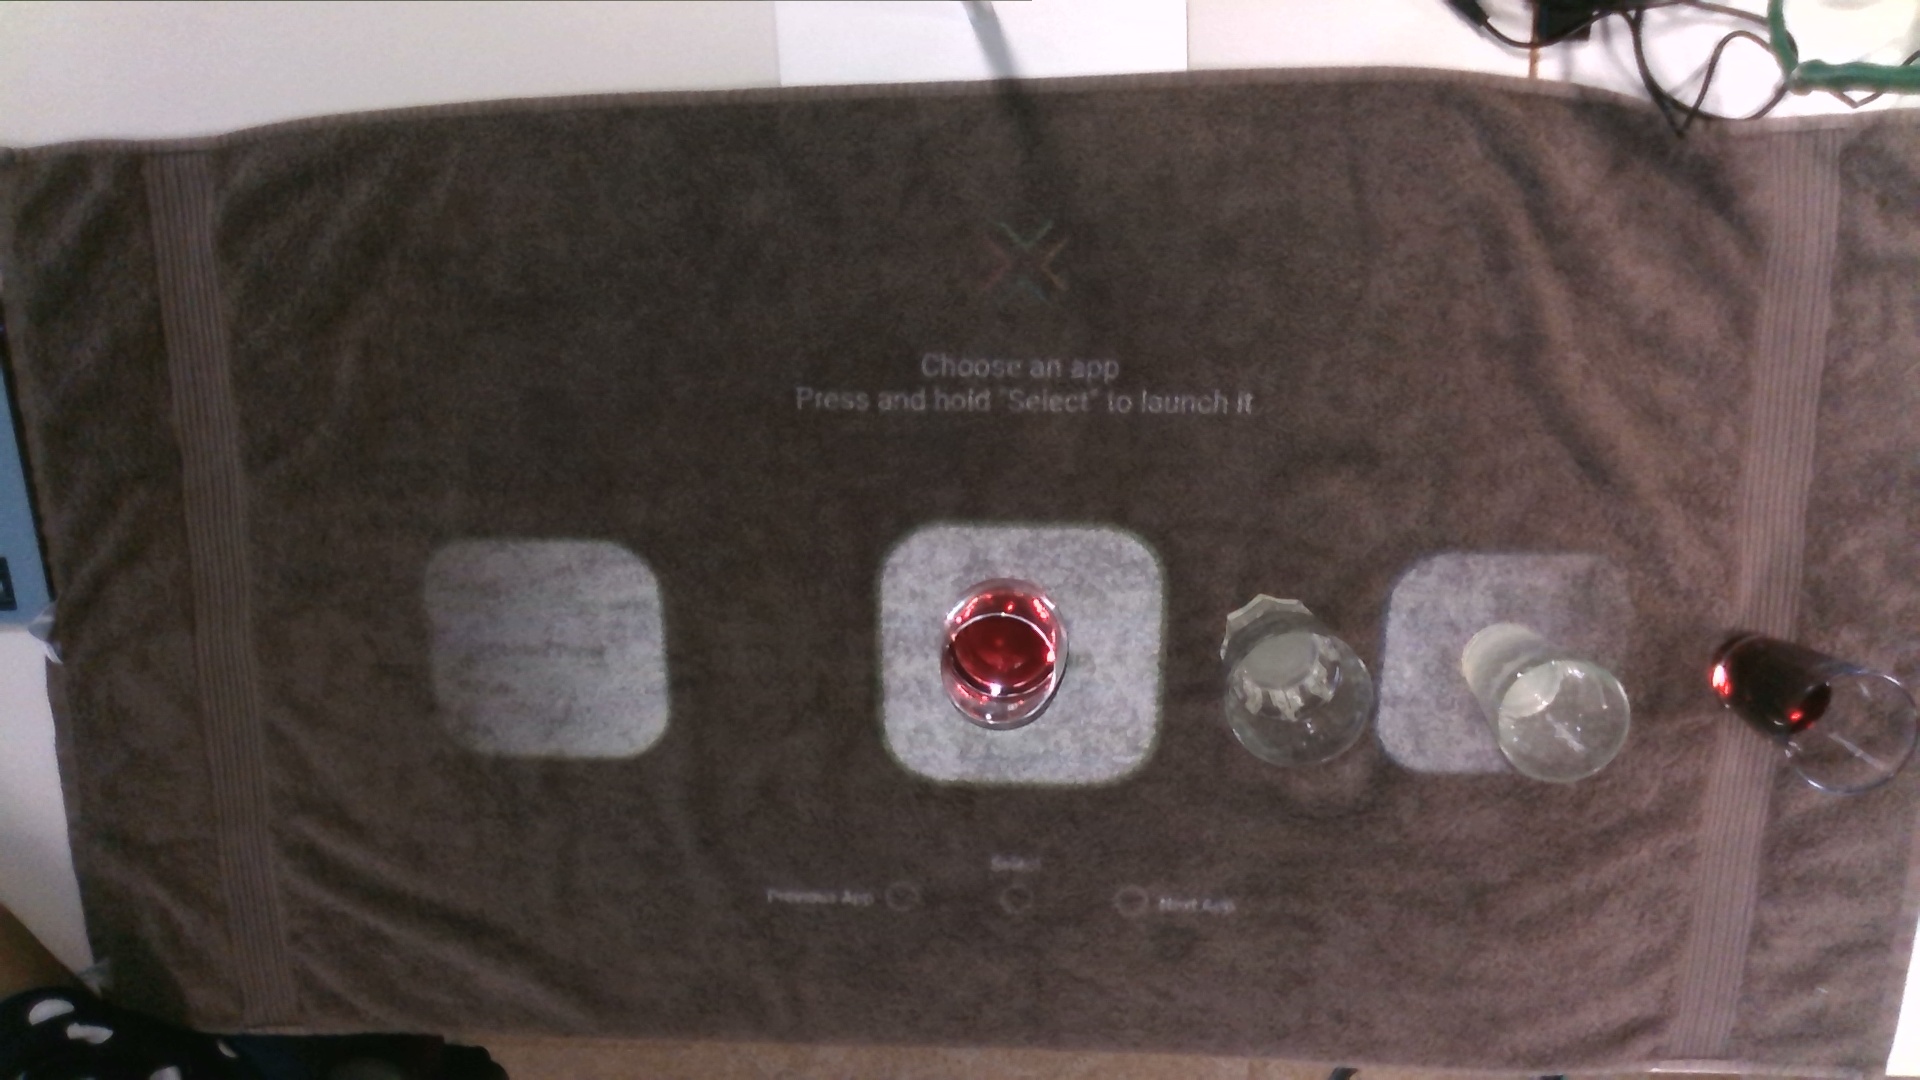 Choose an app
Press and hold "Select" to launch it
Select
Previous App
Next App